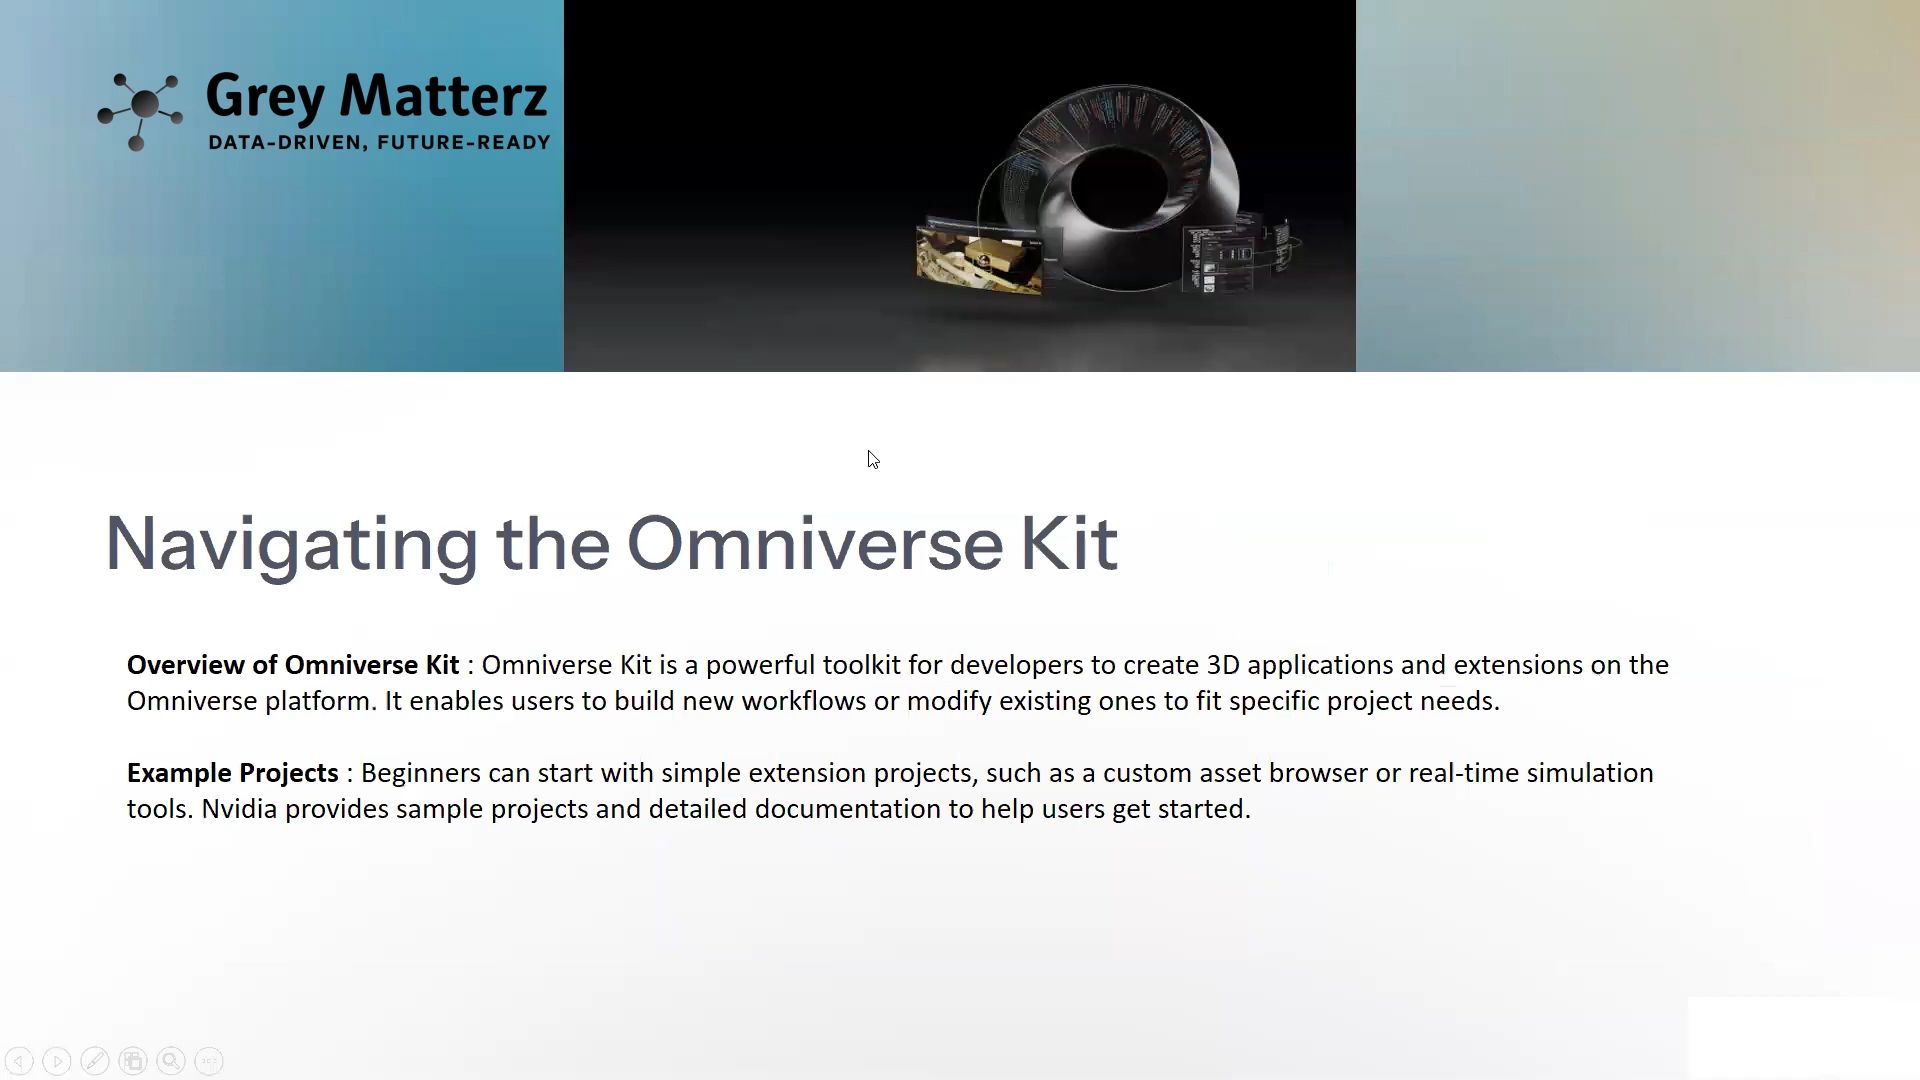 Grey Matterz
DATA-DRIVEN, FUTURE-READY
Navigating the Omniverse Kit
Overview of Omniverse Kit : Omniverse Kit is a powerful toolkit for developers to create 3D applications and extensions on the
Omniverse platform. It enables users to build new workflows or modify existing ones to fit specific project needs.
Example Projects : Beginners can start with simple extension projects, such as a custom asset browser or real-time simulation
tools. Nvidia provides sample projects and detailed documentation to help users get started.